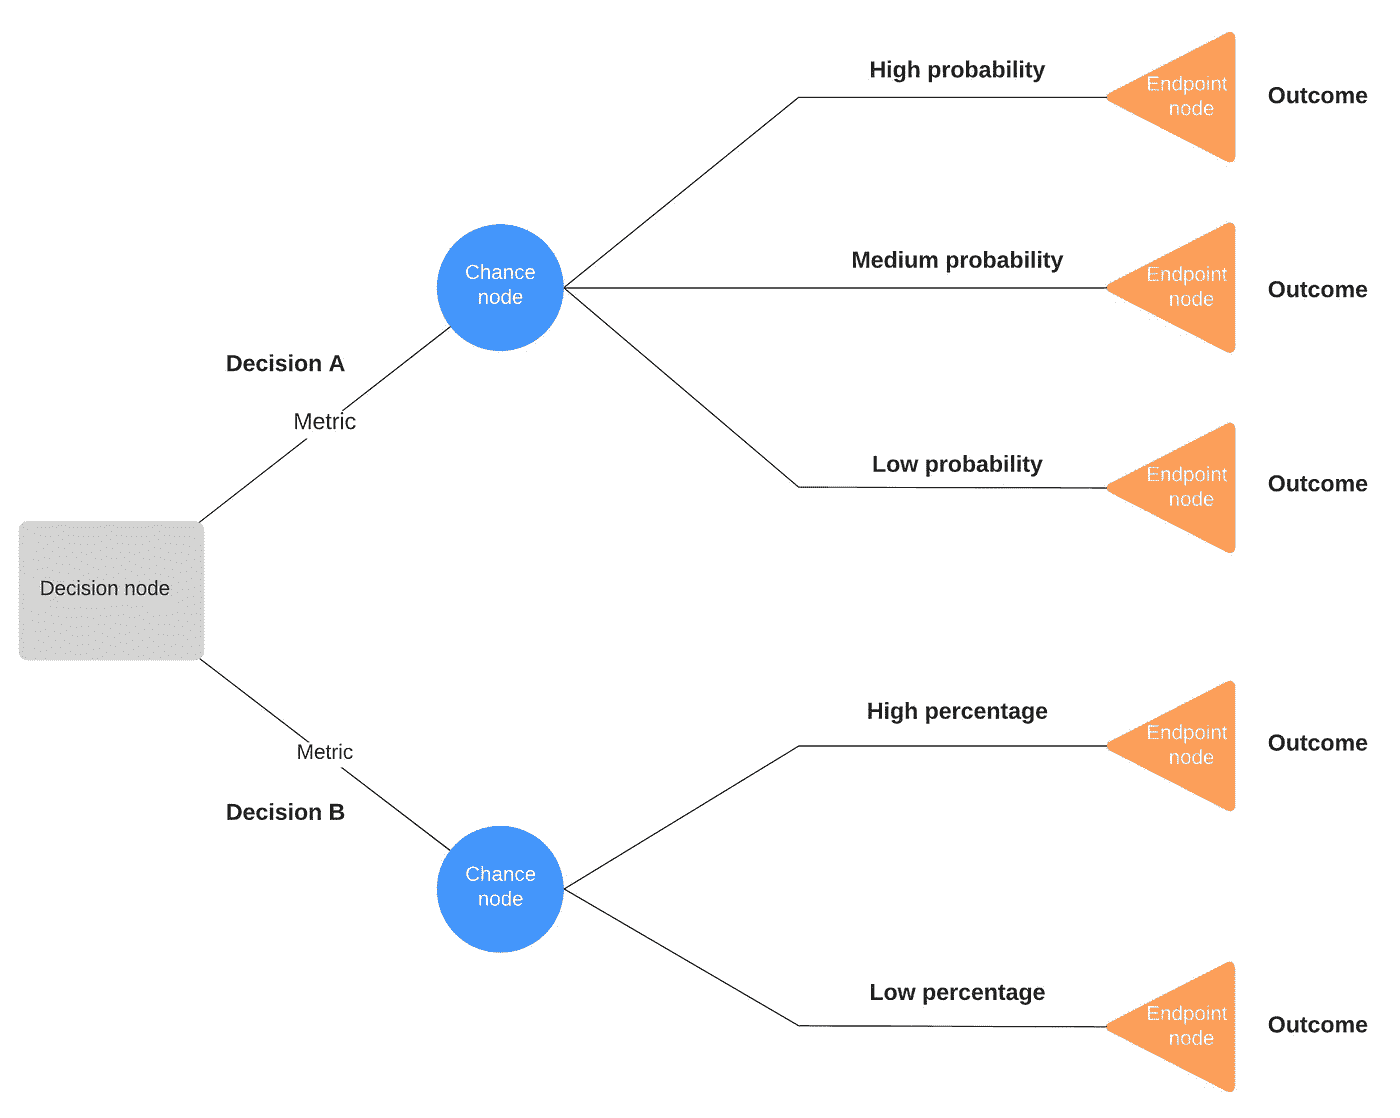 High probability
Endpoint
node
Outcome
Chance
node
Medium probability
Endpoint
node
Outcome
Decision A
Metric
Low probability
Endpoint
node
Outcome
Decision node
Metric
Decision B
High percentage
Endpoint
node
Outcome
Chance
node
Low percentage
Endpoint
node
Outcome